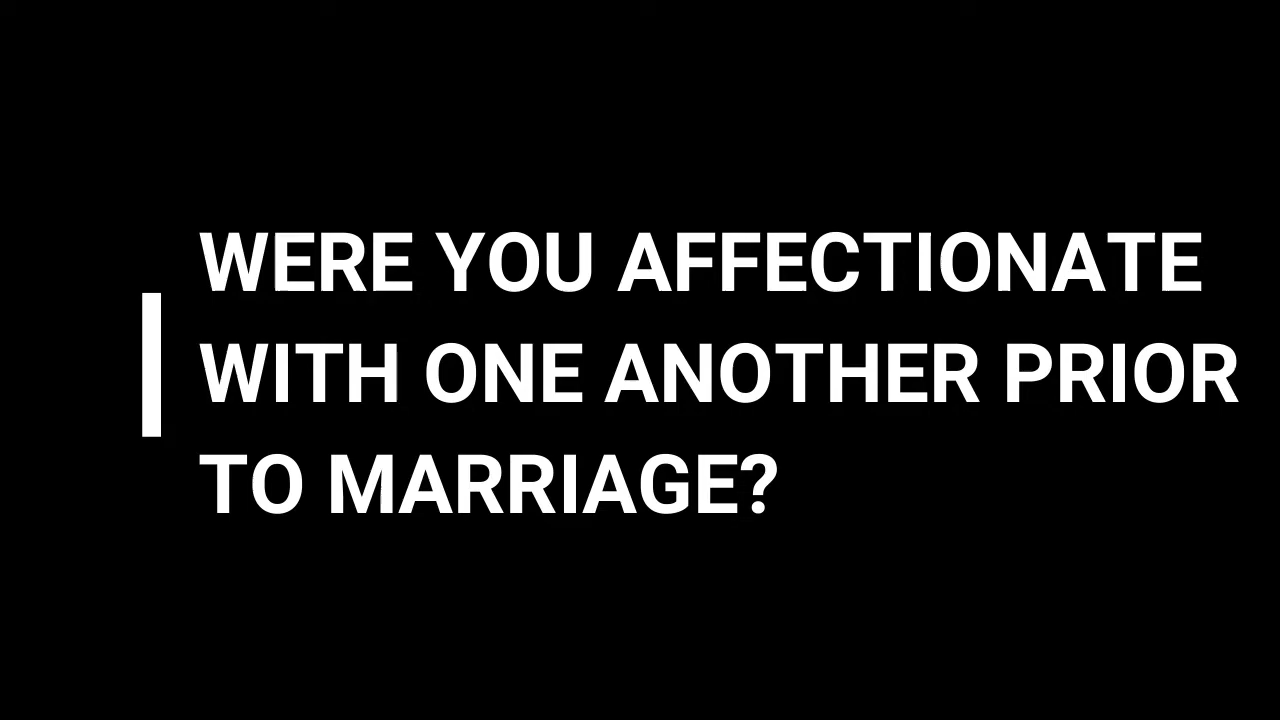 WERE YOU AFFECTIONATE
WITH ONE ANOTHER PRIOR
TO MARRIAGE?